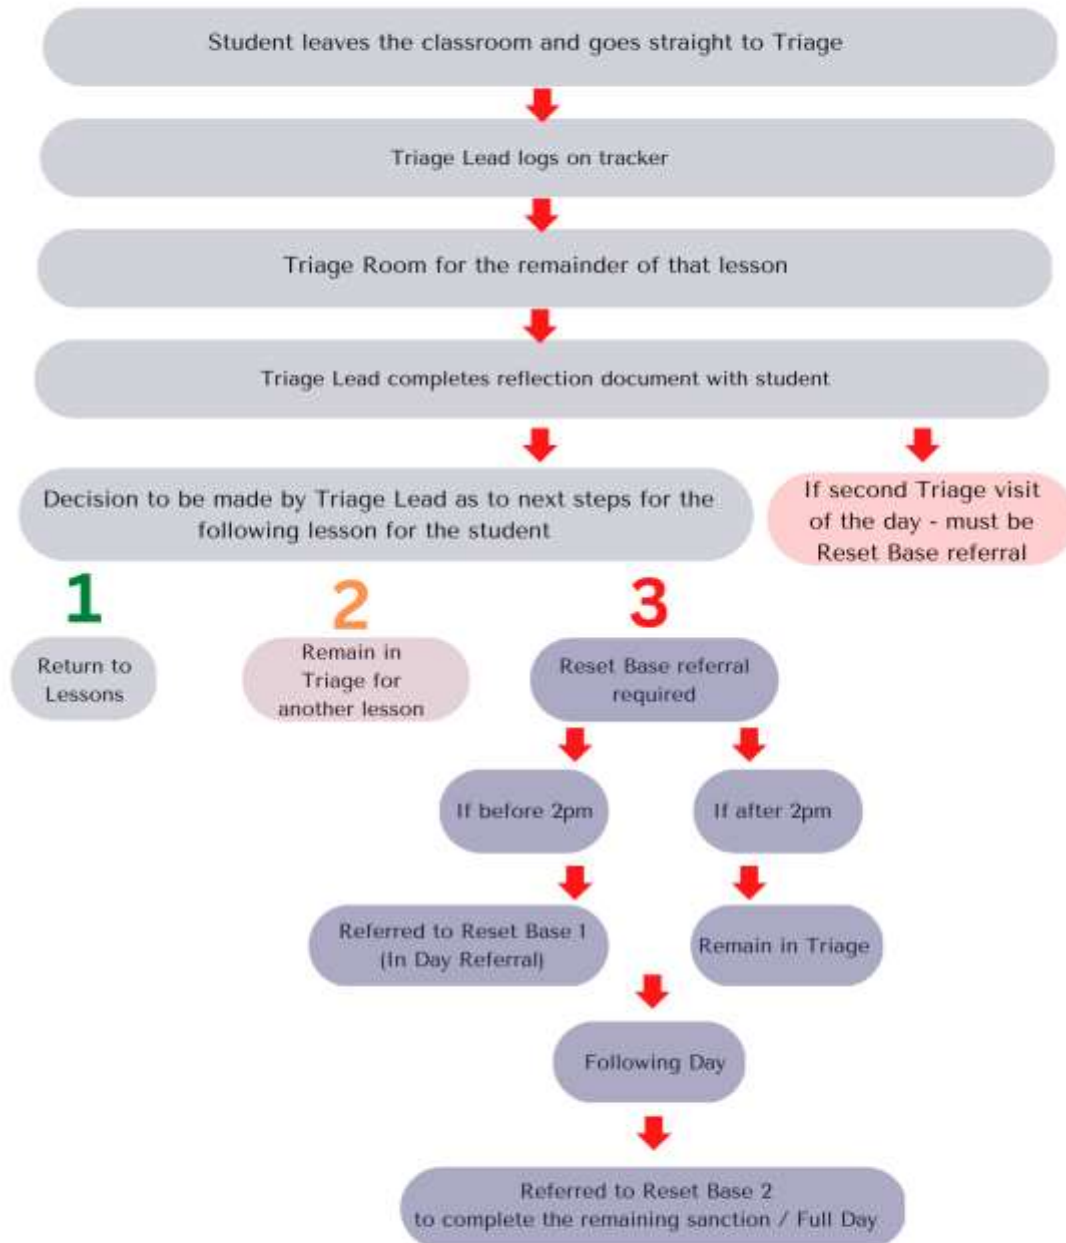 Student leaves the classroom and goes straight to Triage
Triage Lead logs on tracker
Triage Room for the remainder of that lesson
Triage Lead completes reflection document with student
Decision to be made by Triage Lead as to next steps for the
following lesson for the student
If second Triage visit
of the day - must be
Reset Base referral
1
2
3
Return to
Lessons
Remain in
Triage for
another lesson
Reset Base referral
required
If before 2pm
If after 2pm
Referred to Reset Base 1
(In Day Referral)
Remain in Triage
Following Day
Referred to Reset Base 2
to complete the remaining sanction / Full Day